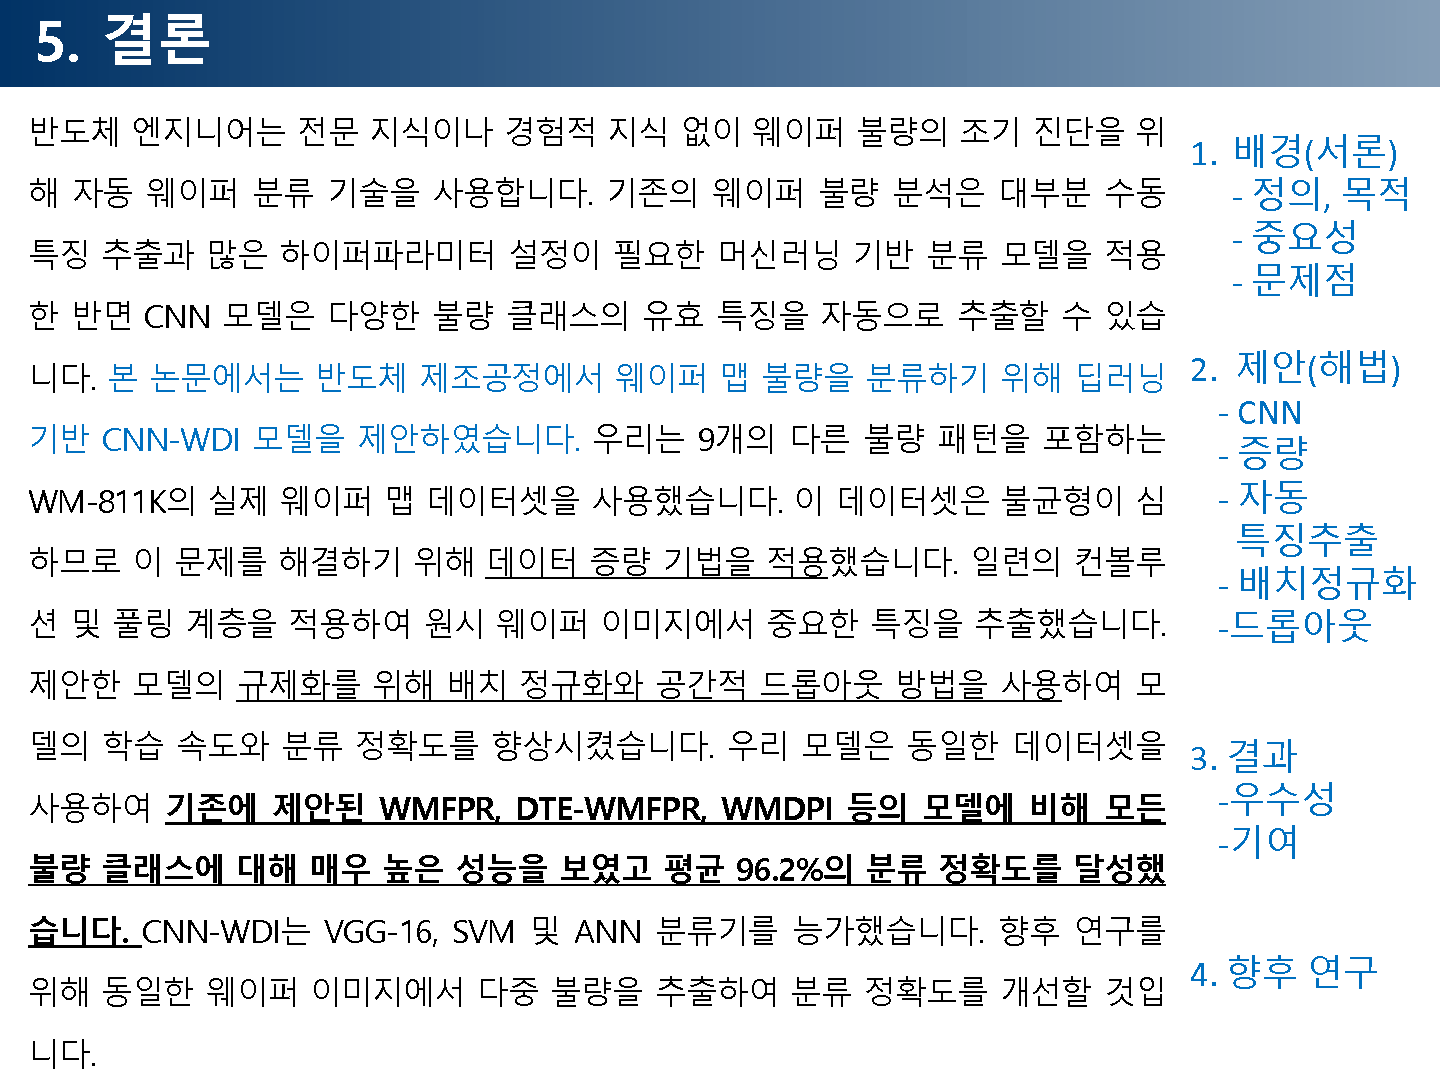 5. 결론
반도체 엔지니어는 전문 지식이나 경험적 지식 없이 웨이퍼 불량의 조기 진단을 위
해 자동 웨이퍼 분류 기술을 사용합니다. 기존의 웨이퍼 불량 분석은 대부분 수동
특징 추출과 많은 하이퍼파라미터 설정이 필요한 머신러닝 기반 분류 모델을 적용
한 반면 CNN 모델은 다양한 불량 클래스의 유효 특징을 자동으로 추출할 수 있습
니다. 본 논문에서는 반도체 제조공정에서 웨이퍼 맵 불량을 분류하기 위해 딥러닝
기반 CNN-WDI 모델을 제안하였습니다. 우리는 9개의 다른 불량 패턴을 포함하는
WM-811K의 실제 웨이퍼 맵 데이터셋을 사용했습니다. 이 데이터셋은 불균형이 심
하므로 이 문제를 해결하기 위해 데이터 증량 기법을 적용했습니다. 일련의 컨볼루
션 및 풀링 계층을 적용하여 원시 웨이퍼 이미지에서 중요한 특징을 추출했습니다.
제안한 모델의 규제화를 위해 배치 정규화와 공간적 드롭아웃 방법을 사용하여 모
델의 학습 속도와 분류 정확도를 향상시켰습니다. 우리 모델은 동일한 데이터셋을
사용하여 기존에 제안된 WMFPR, DTE-WMFPR, WMDPI 등의 모델에 비해 모든
불량 클래스에 대해 매우 높은 성능을 보였고 평균 96.2%의 분류 정확도를 달성했
습니다. CNN-WDI는 VGG-16, SVM 및 ANN 분류기를 능가했습니다. 향후 연구를
위해 동일한 웨이퍼 이미지에서 다중 불량을 추출하여 분류 정확도를 개선할 것입
니다.
1. 배경(서론)
- 정의, 목적
- 중요성
- 문제점
2. 제안(해법)
- CNN
- 증량
- 자동
특징추출
- 배치정규화
-드롭아웃
3. 결과
-우수성
-기여
4. 향후 연구